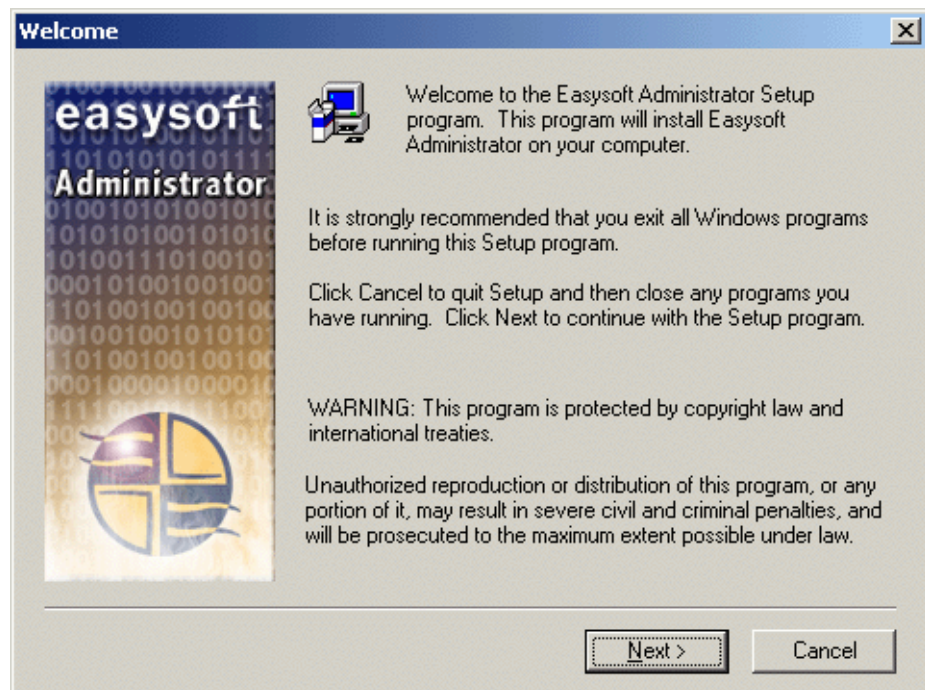 Welcome
easysoft
Administrator
Welcome to the Easysoft Administrator Setup
program.  This program will install Easysoft
Administrator on your computer.
It is strongly recommended that you exit all Windows programs
before running this Setup program.
Click Cancel to quit Setup and then close any programs you
have running.  Click Next to continue with the Setup program.
WARNING: This program is protected by copyright law and
international treaties.
Unauthorized reproduction or distribution of this program, or any
portion of it, may result in severe civil and criminal penalties, and
will be prosecuted to the maximum extent possible under law.
Next >
Cancel